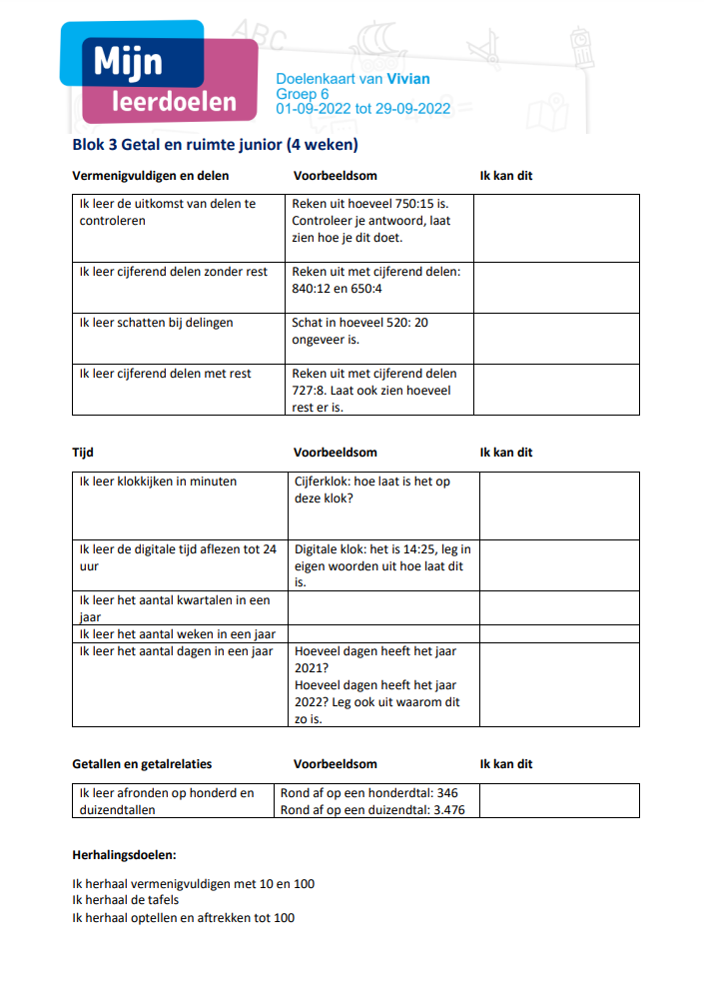 ABC
Mijn
leerdoelen
Doelenkaart van Vivian
Groep 6
01-09-2022 tot 29-09-2022
Blok 3 Getal en ruimte junior (4 weken)
Vermenigvuldigen en delen Voorbeeldsom Ik kan dit
Ik leer de uitkomst van delen te
controleren
Reken uit hoeveel 750:15 is.
Controleer je antwoord, laat
zien hoe je dit doet.
Ik leer cijferend delen zonder rest
Reken uit met cijferend delen:
840:12 en 650:4
Ik leer schatten bij delingen
Schat in hoeveel 520: 20
ongeveer is.
Ik leer cijferend delen met rest
Reken uit met cijferend delen
727:8. Laat ook zien hoeveel
rest er is.
Tijd Voorbeeldsom Ik kan dit
Ik leer klokkijken in minuten
Cijferklok: hoe laat is het op
deze klok?
Ik leer de digitale tijd aflezen tot 24
uur
Digitale klok: het is 14:25, leg in
eigen woorden uit hoe laat dit
is.
Ik leer het aantal kwartalen in een
jaar
Ik leer het aantal weken in een jaar
Ik leer het aantal dagen in een jaar
Hoeveel dagen heeft het jaar
2021?
Hoeveel dagen heeft het jaar
2022? Leg ook uit waarom dit
zo is.
Getallen en getalrelaties Voorbeeldsom Ik kan dit
Ik leer afronden op honderd en
duizendtallen
Rond af op een honderdtal: 346
Rond af op een duizendtal: 3.476
Herhalingsdoelen:
Ik herhaal vermenigvuldigen met 10 en 100
Ik herhaal de tafels
Ik herhaal optellen en aftrekken tot 100